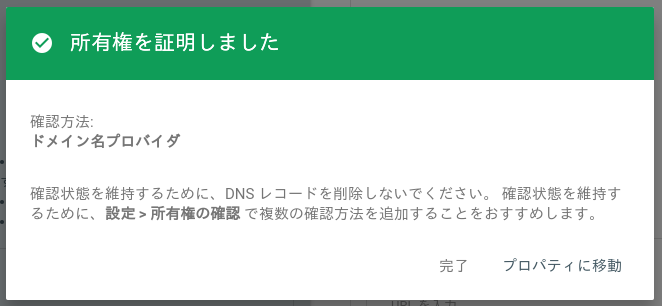 所有権を証明しました
確認方法:
ドメイン名プロバイダ
確認状態を維持するために、DNS レコードを削除しないでください。 確認状態を維持す
るために、設定 > 所有権の確認 で複数の確認方法を追加することをおすすめします。
完了 プロパティに移動